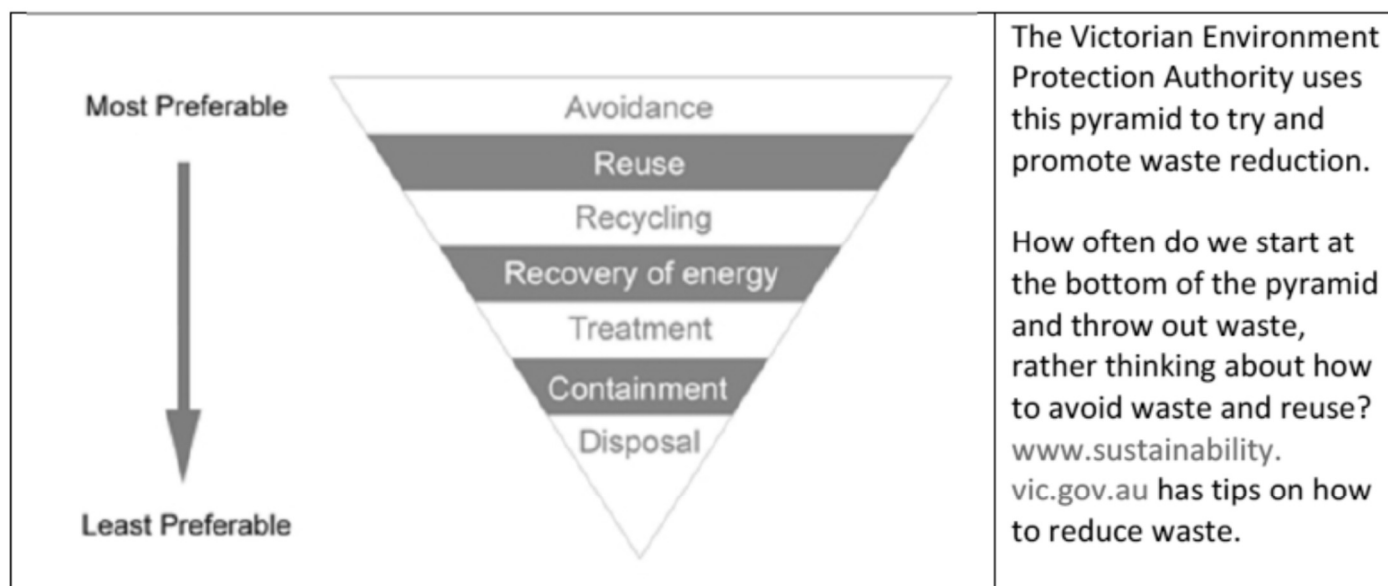 Most Preferable
Least Preferable
Avoidance
Reuse
Recycling
Recovery of energy
Treatment
Containment
Disposal
The Victorian Environment
Protection Authority uses
this pyramid to try and
promote waste reduction.
How often do we start at
the bottom of the pyramid
and throw out waste,
rather thinking about how
to avoid waste and reuse?
www.sustainability.
vic.gov.au has tips on how
to reduce waste.